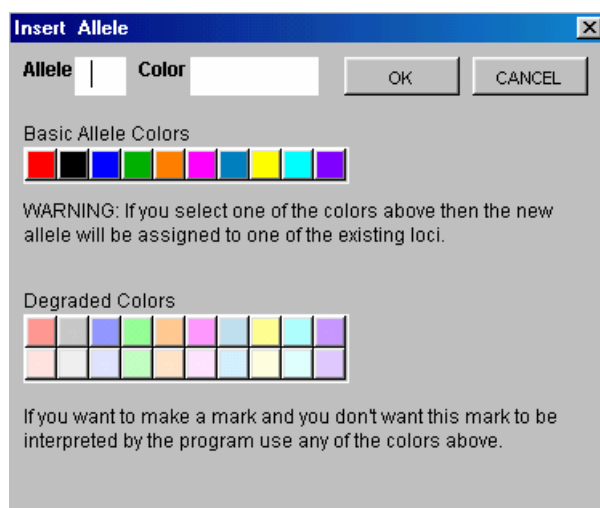 Insert Allele
Allele Color OK CANCEL
Basic Allele Colors
WARNING: If you select one of the colors above then the new
allele will be assigned to one of the existing loci.
Degraded Colors
If you want to make a mark and you don't want this mark to be
interpreted by the program use any of the colors above.